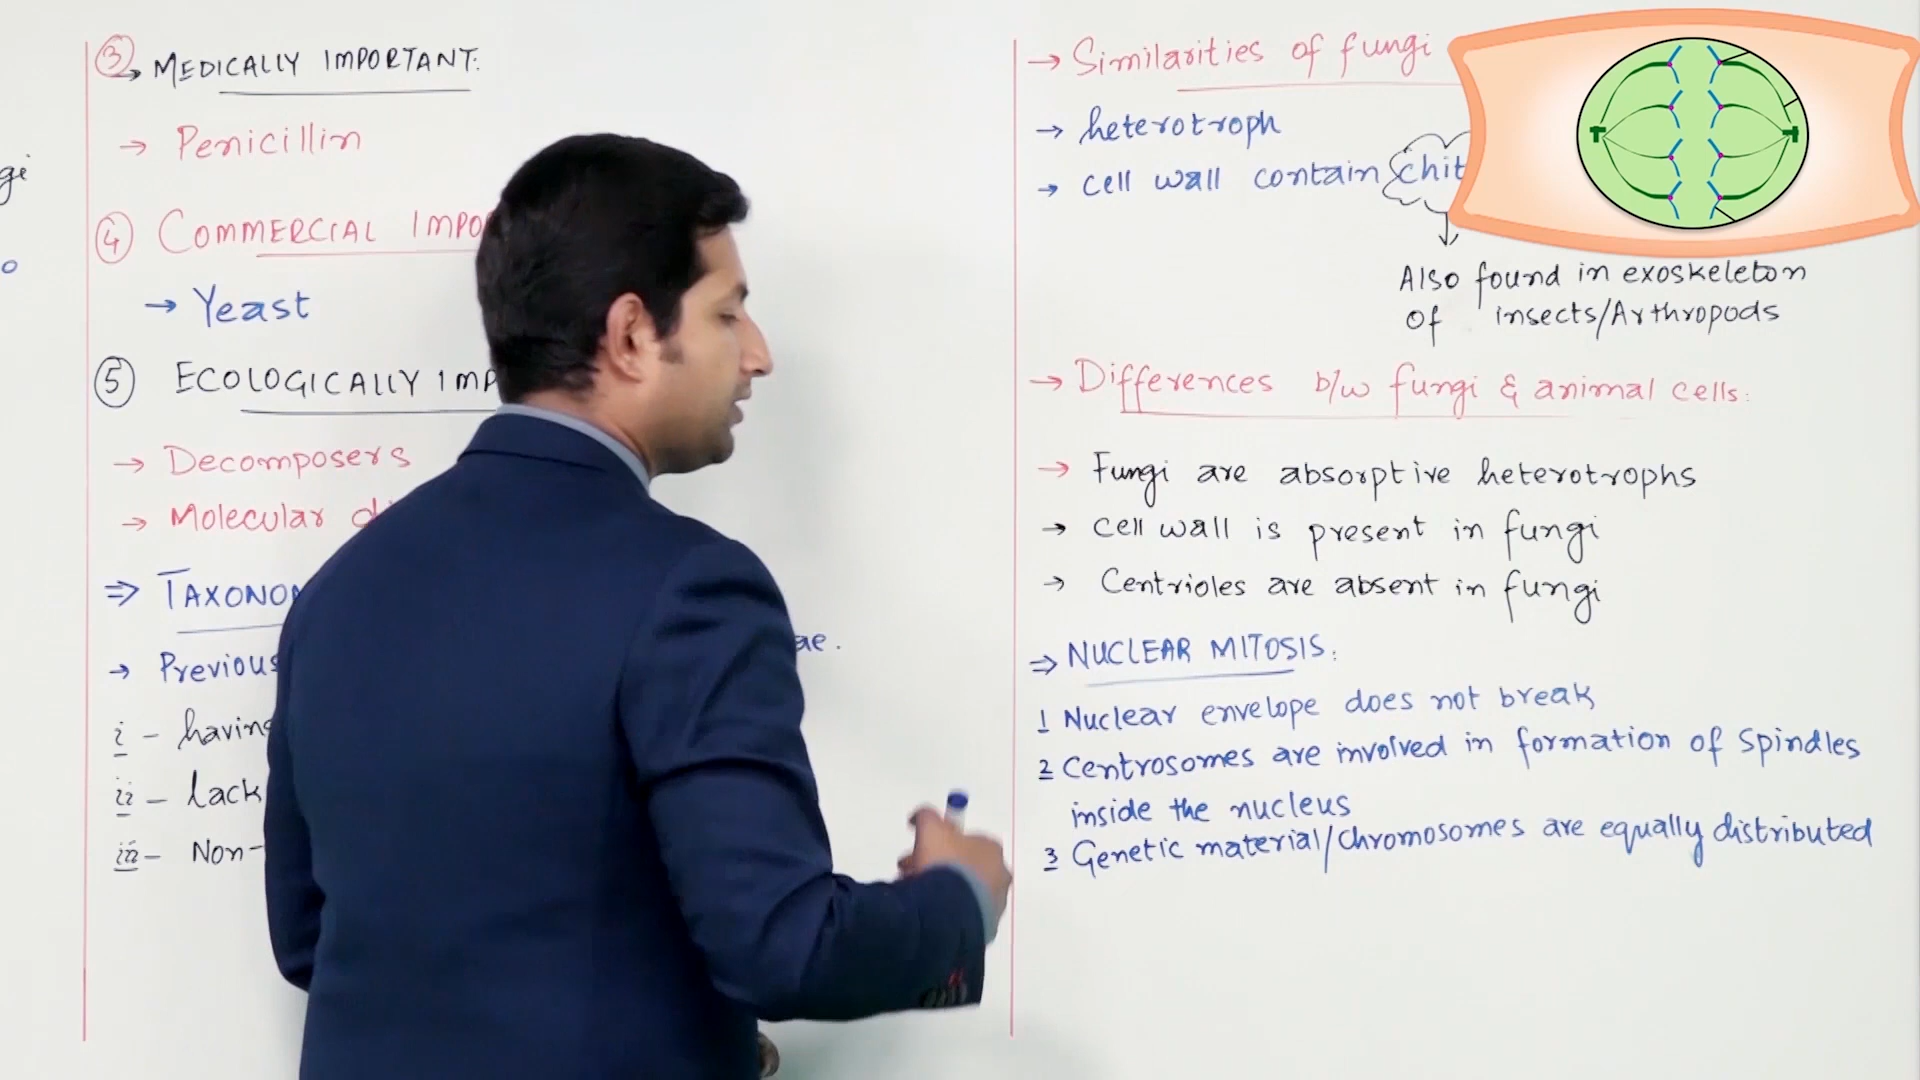 ③→ MEDICALLY IMPORTANT:
→ Penicillin
gi
④ COMMERCIAL IMPO
→ Yeast
o
⑤ ECOLOGICALLY IMP
→ Decomposers
→ Molecular
⇒ TAXONO
→ Previous
ae.
i - having
ii - lack
iii - Non-
→ Similarities of fungi
→ heterotroph
→ cell wall contain chit
↓
Also found in exoskeleton
of insects/Arthropods
→ Differences b/w fungi & animal cells:
→ Fungi are absorptive heterotrophs
→ cell wall is present in fungi
→ Centrioles are absent in fungi
⇒ NUCLEAR MITOSIS:
1 Nuclear envelope does not break
2 Centrosomes are involved in formation of Spindles
inside the nucleus
3 Genetic material/Chromosomes are equally distributed